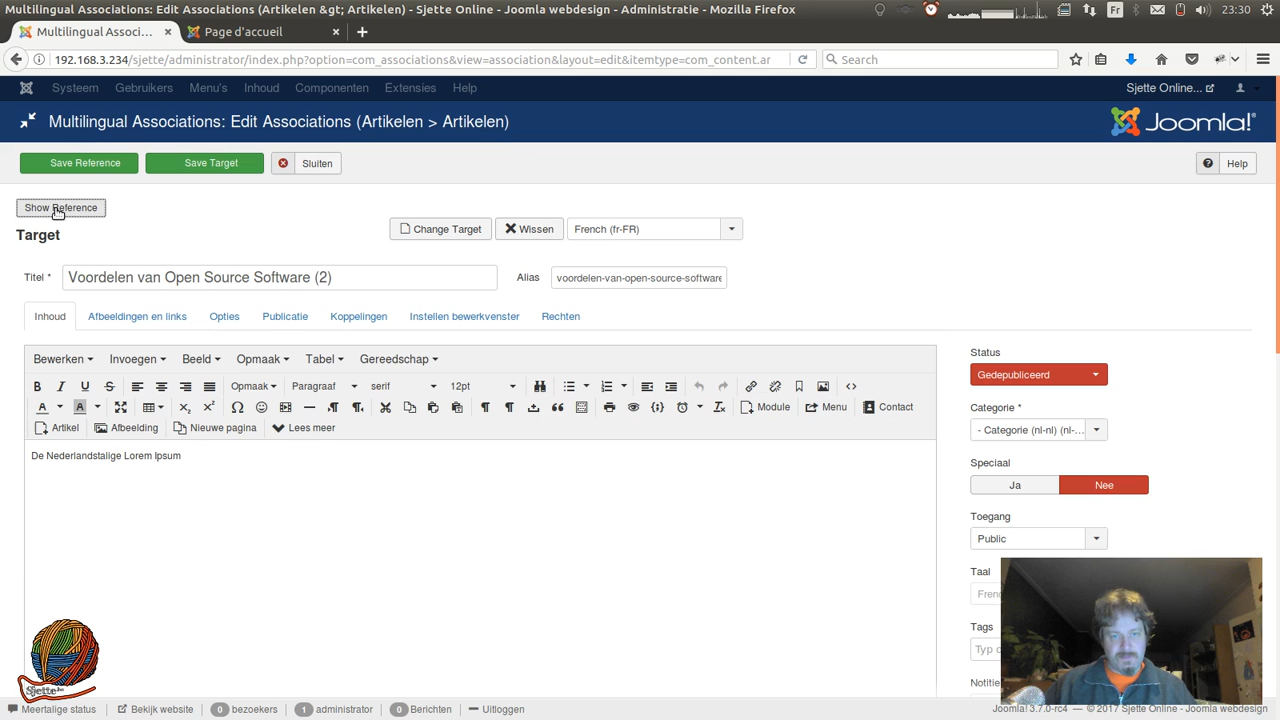 Multilingual Associations: Edit Associations (Artikelen &gt; Artikelen) - Sjette Online - Joomla webdesign - Administratie - Mozilla Firefox
Fr
23:30
Multilingual Associ...
Page d'accueil
192.168.3.234/sjette/administrator/index.php?option=com_associations&view=association&layout=edit&itemtype=com_content.ar
Search
Systeem Gebruikers Menu's Inhoud Componenten Extensies Help
Sjette Online...
Multilingual Associations: Edit Associations (Artikelen > Artikelen)
Joomla!®
Save Reference
Save Target
Sluiten
Help
Show Reference
Target
Change Target
Wissen
French (fr-FR)
Titel *
Voordelen van Open Source Software (2)
Alias
voordelen-van-open-source-software
Inhoud Afbeeldingen en links Opties Publicatie Koppelingen Instellen bewerkvenster Rechten
Bewerken Invoegen Beeld Opmaak Tabel Gereedschap
Opmaak Paragraaf serif 12pt
Module Menu Contact
Artikel Afbeelding Nieuwe pagina Lees meer
De Nederlandstalige Lorem Ipsum
Status
Gedepubliceerd
Categorie *
- Categorie (nl-nl) (nl-...
Speciaal
Ja
Nee
Toegang
Public
Taal
Fren
Tags
Typ
Notitie
Sjette
Meertalige status
Bekijk website
0 bezoekers
1 administrator
0 Berichten
Uitloggen
Joomla! 3.7.0-rc4 — © 2017 Sjette Online - Joomla webdesign